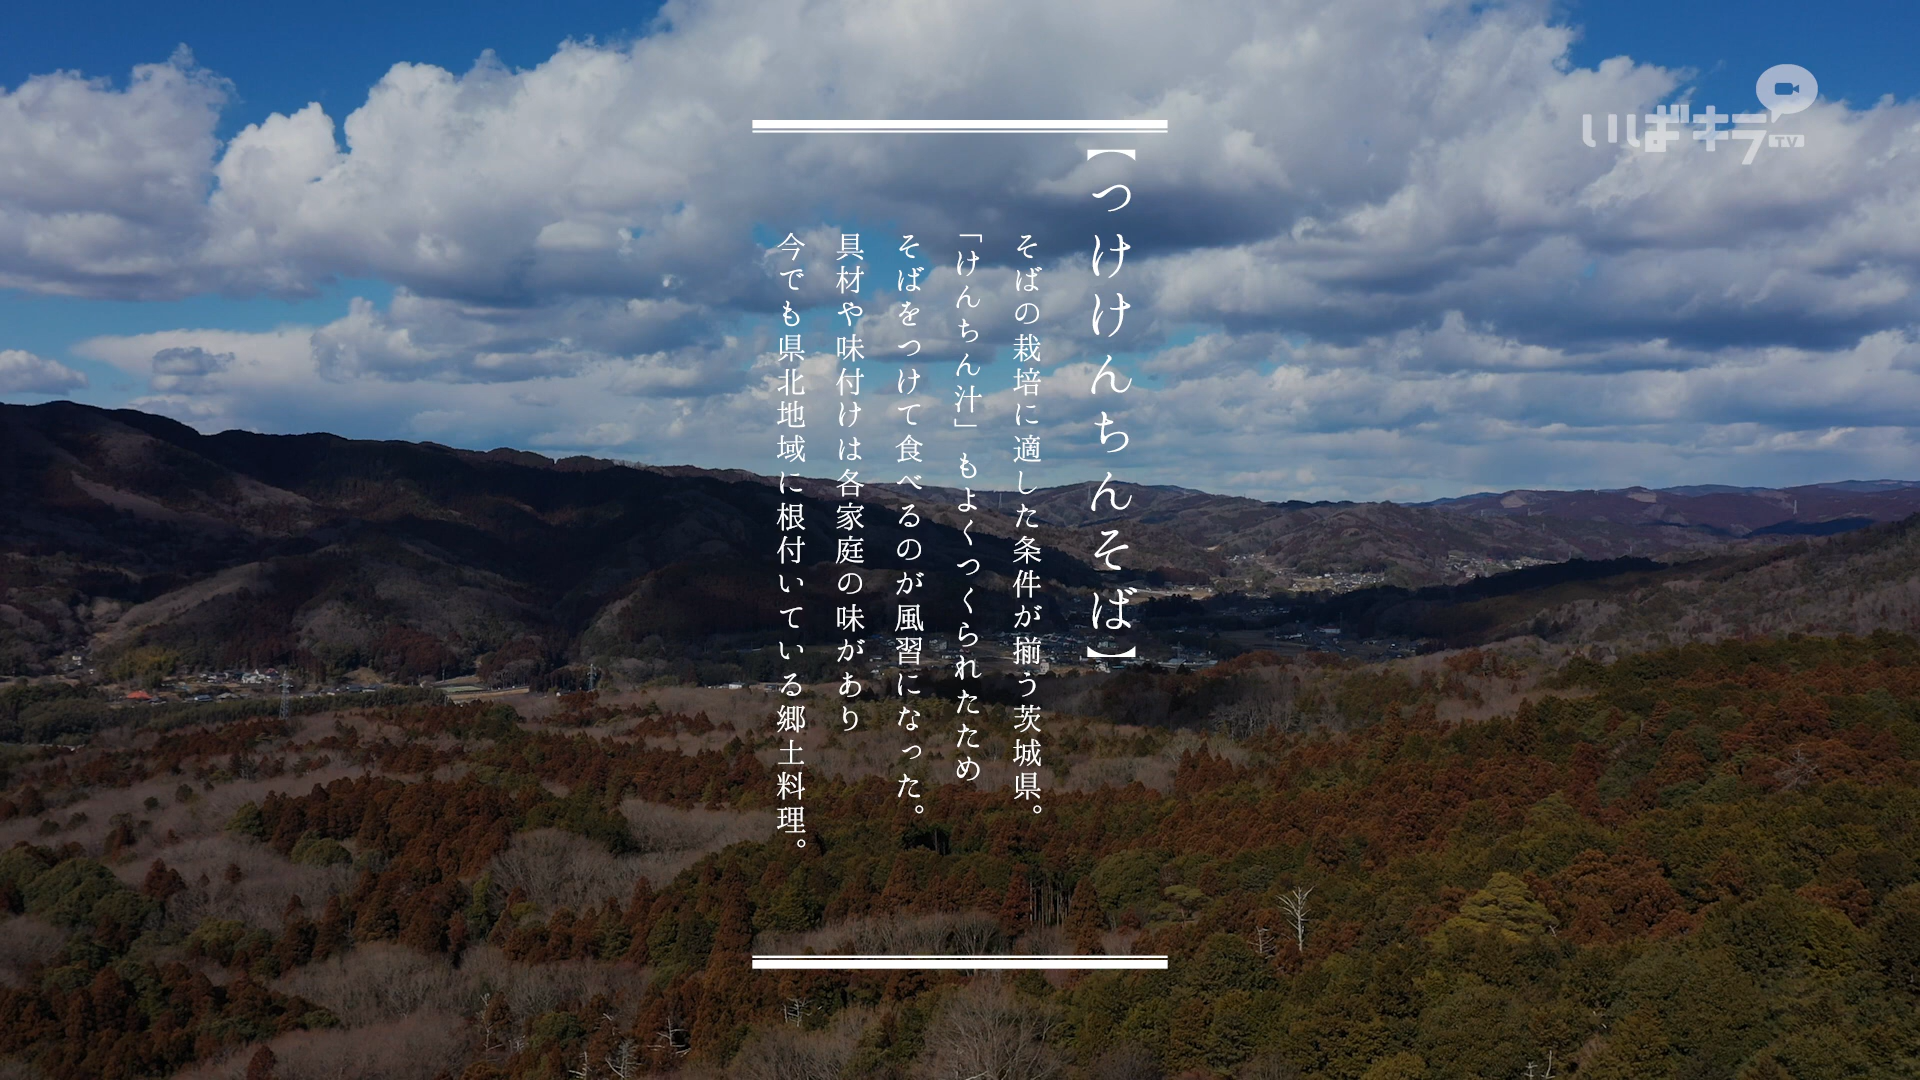 【つけけんちんそば】
そばの栽培に適した条件が揃う茨城県。
「けんちん汁」もよくつくられたため
そばをつけて食べるのが風習になった。
具材や味付けは各家庭の味があり
今でも県北地域に根付いている郷土料理。
いばキラTV